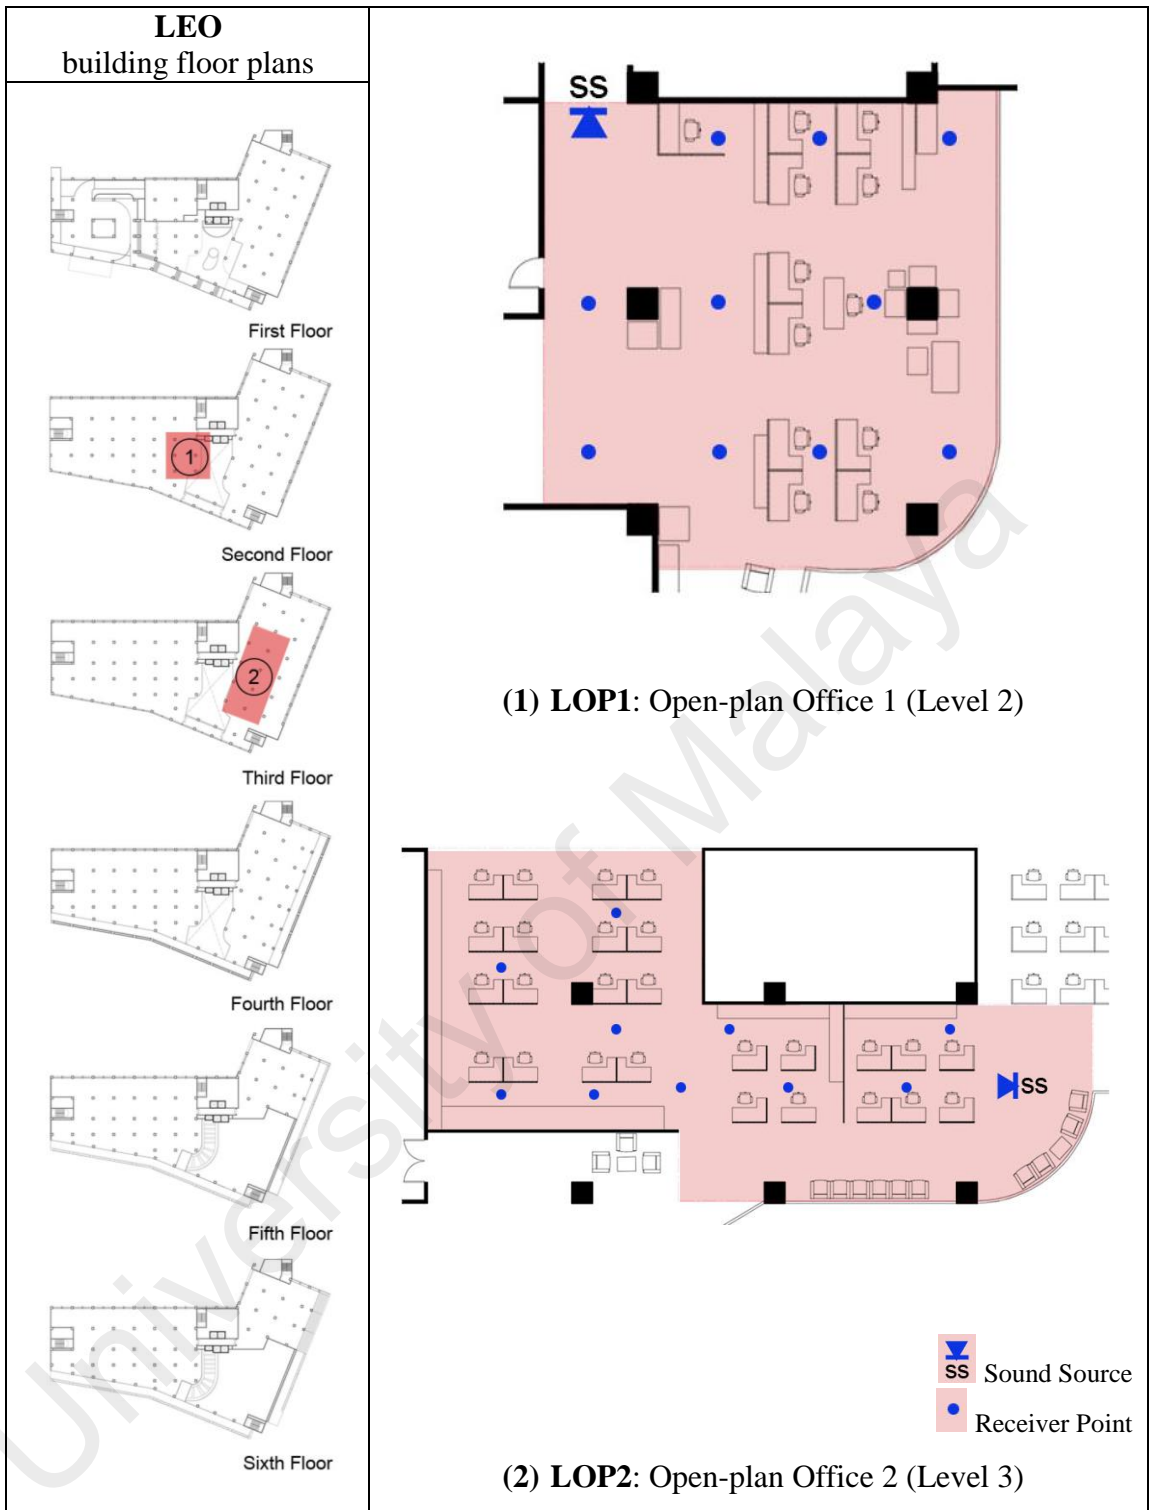 LEO
building floor plans
First Floor
1
Second Floor
2
Third Floor
Fourth Floor
Fifth Floor
Sixth Floor
SS
(1) LOP1: Open-plan Office 1 (Level 2)
SS
SS Sound Source
Receiver Point
(2) LOP2: Open-plan Office 2 (Level 3)
University of Malaya